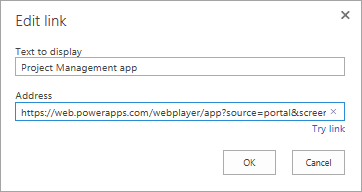 Edit link
Text to display
Project Management app
Address
https://web.powerapps.com/webplayer/app?source=portal&screen
Try link
OK
Cancel